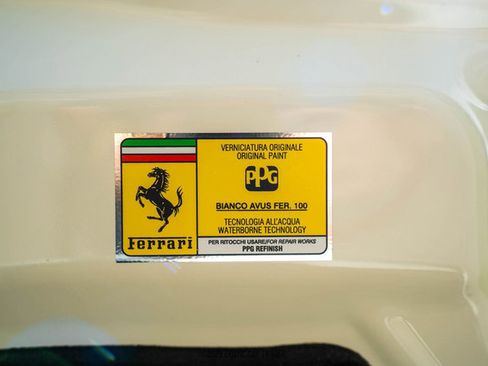 VERNICIATURA ORIGINALE
ORIGINAL PAINT
PPG
BIANCO AVUS FER. 100
TECNOLOGIA ALL'ACQUA
WATERBORNE TECHNOLOGY
Ferrari
PER RITOCCHI USARE/FOR REPAIR WORKS
PPG REFINISH